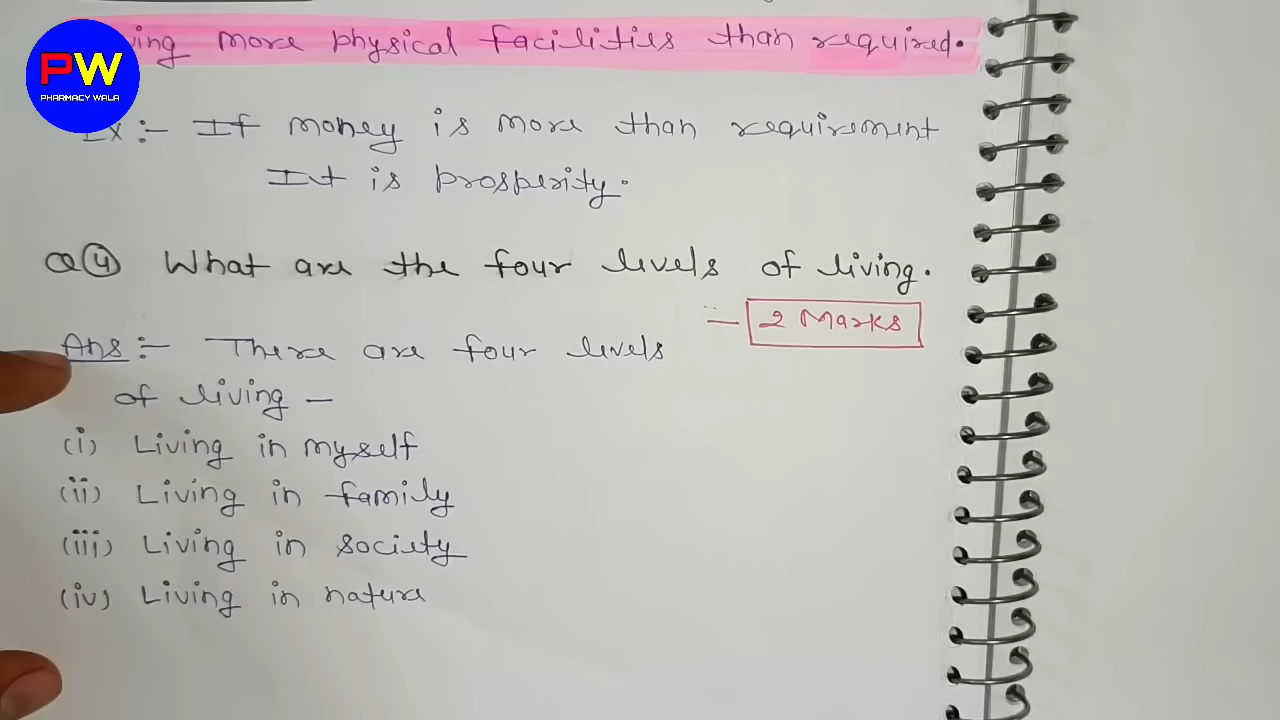 PW
PHARMACY WALA
more physical facilities than required.
Ex :- If money is more than requirement
It is prosperity.
Q4 What are the four levels of living.
- 2 Marks
Ans :- There are four levels
of living -
(i) Living in myself
(ii) Living in family
(iii) Living in society
(iv) Living in nature